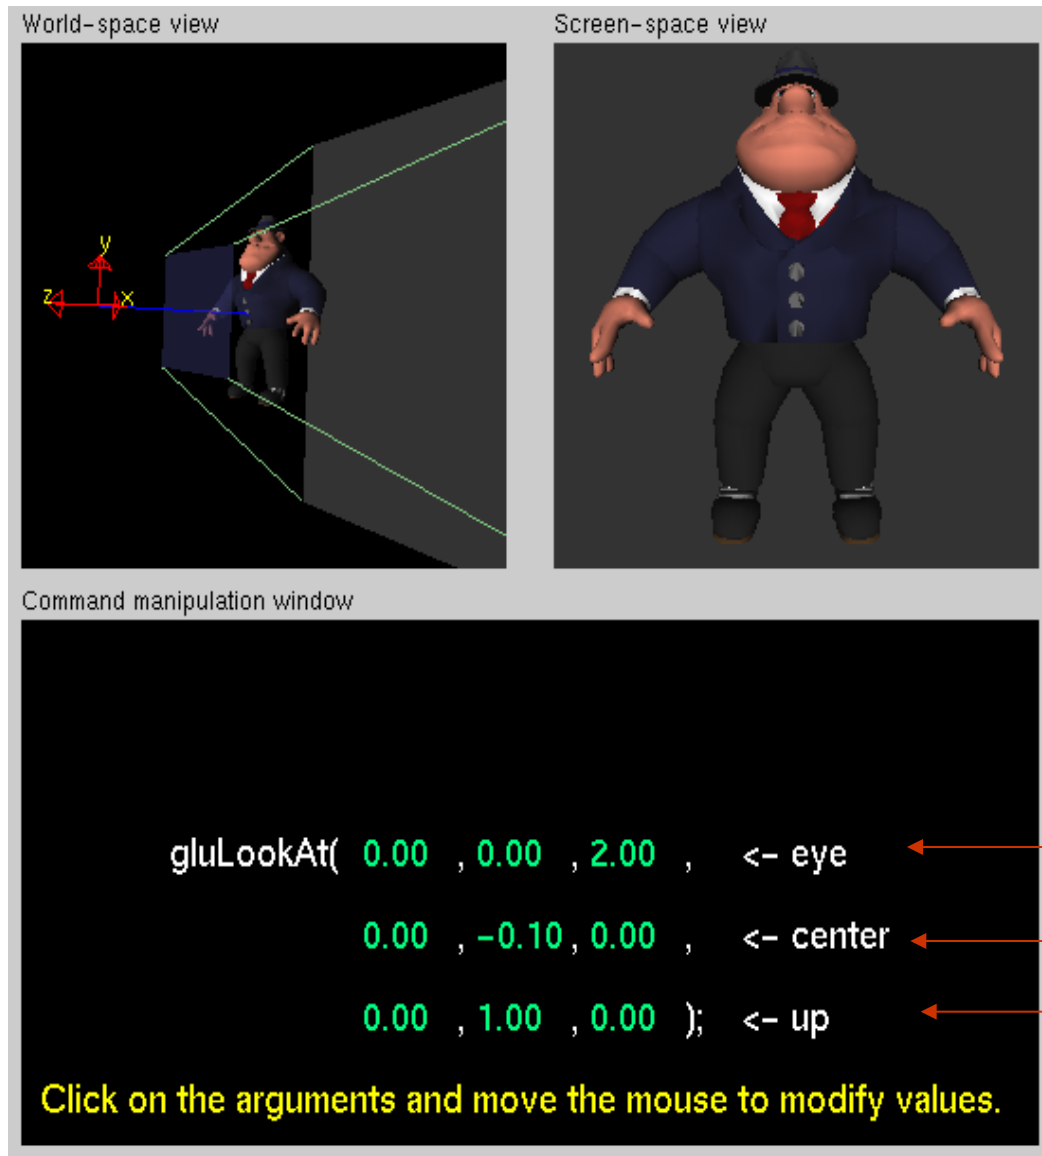 World-space view
Screen-space view
y
z x
Command manipulation window
gluLookAt( 0.00 , 0.00 , 2.00 , <- eye
0.00 , -0.10 , 0.00 , <- center
0.00 , 1.00 , 0.00 ); <- up
Click on the arguments and move the mouse to modify values.